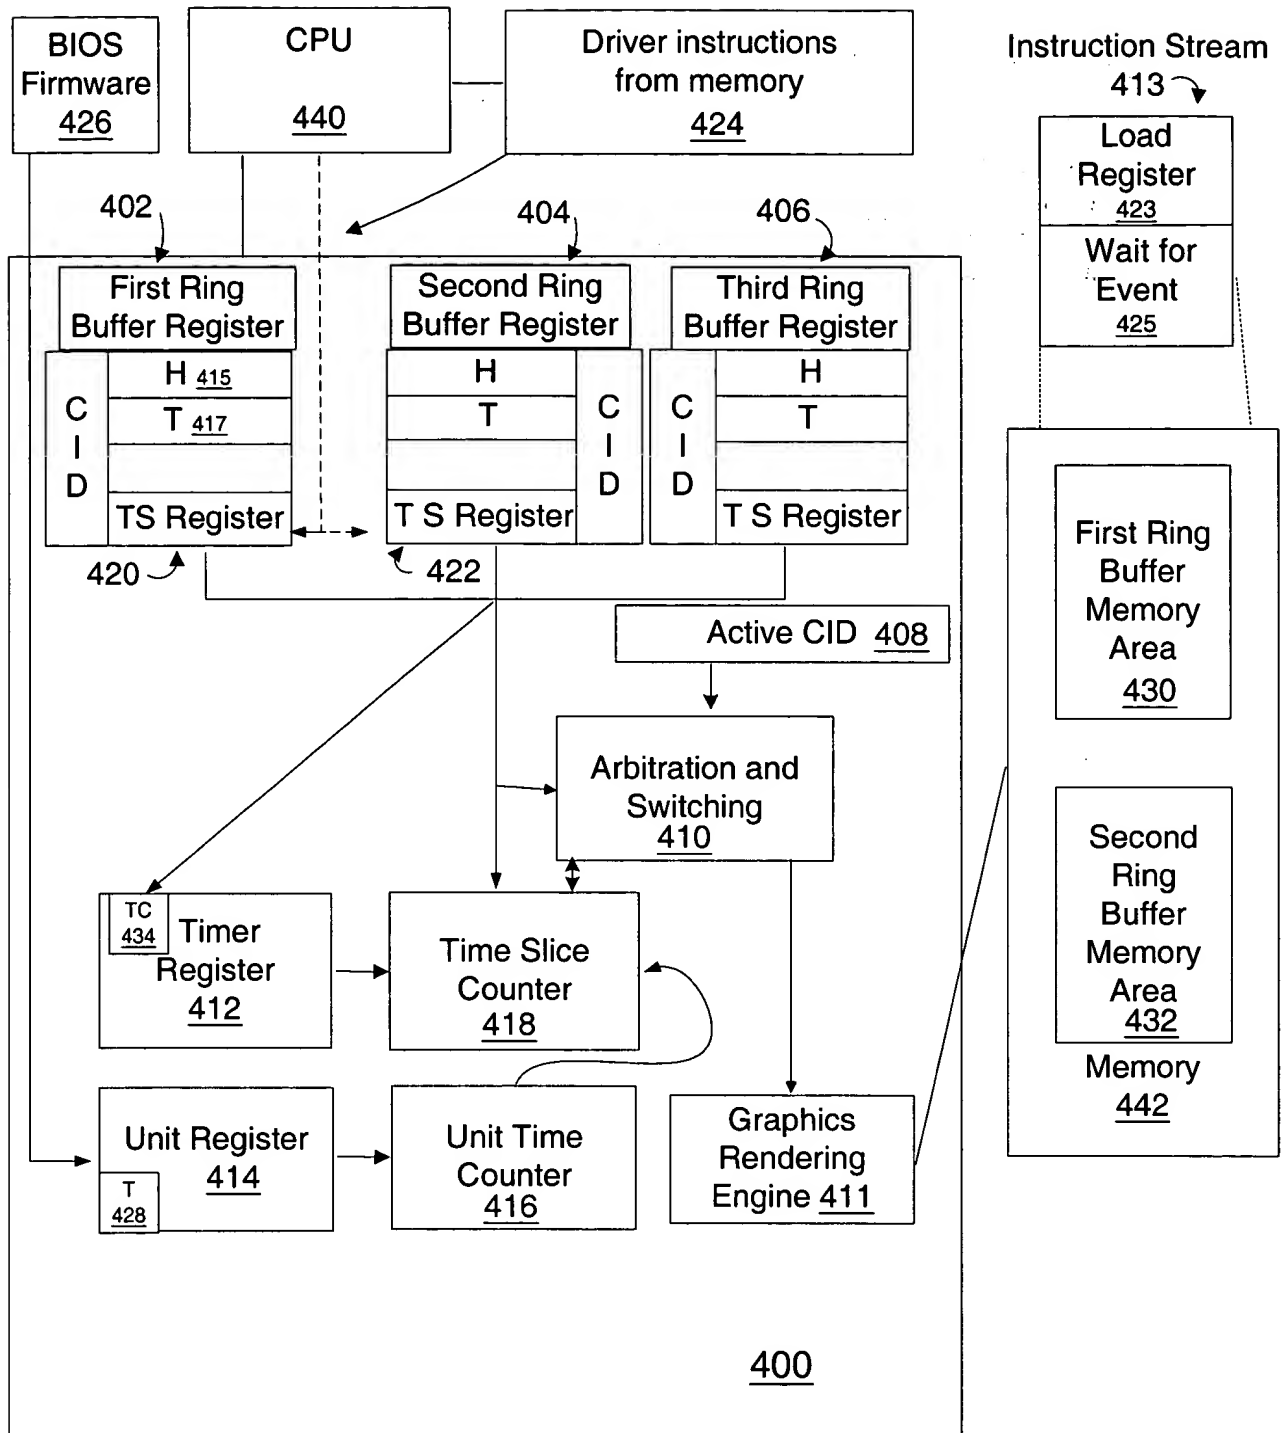 BIOS
Firmware
426
CPU
440
Driver instructions
from memory
424
Instruction Stream
413
Load
Register
423
Wait for
Event
425
402
404
406
First Ring
Buffer Register
C
I
D
H 415
T 417
TS Register
420
Second Ring
Buffer Register
H
T
T S Register
C
I
D
422
Third Ring
Buffer Register
C
I
D
H
T
T S Register
Active CID 408
Arbitration and
Switching
410
TC
434
Timer
Register
412
Time Slice
Counter
418
Unit Register
414
T
428
Unit Time
Counter
416
Graphics
Rendering
Engine 411
First Ring
Buffer
Memory
Area
430
Second
Ring
Buffer
Memory
Area
432
Memory
442
400